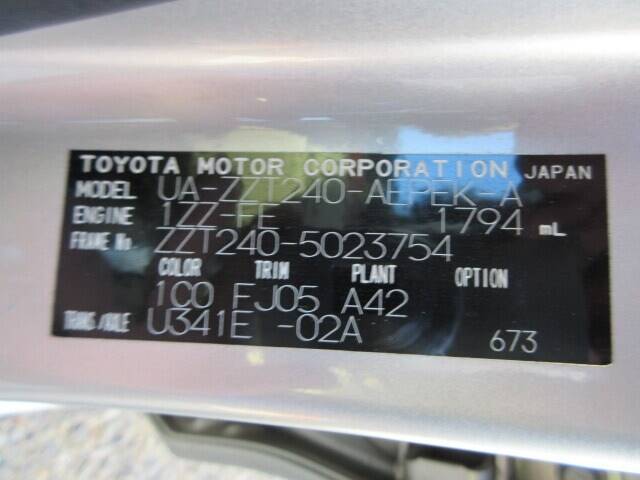 TOYOTA MOTOR CORPORATION JAPAN
MODEL UA-ZZT240-AEPEK-A
ENGINE 1ZZ-FE 1794 mL
FRAME No. ZZT240-5023754
COLOR TRIM PLANT OPTION
1C0 FJ05 A42
TRANS/AXLE U341E -02A
673